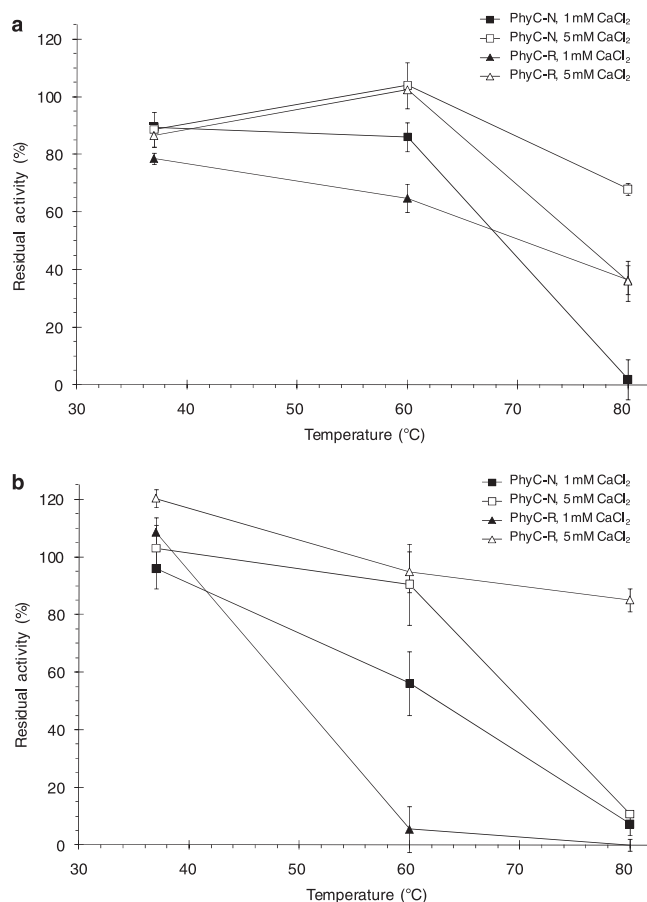 a
PhyC-N, 1 mM CaCl₂
PhyC-N, 5 mM CaCl₂
PhyC-R, 1 mM CaCl₂
PhyC-R, 5 mM CaCl₂
120
100
80
60
40
20
0
Residual activity (%)
30 40 50 60 70 80
Temperature (°C)
b
PhyC-N, 1 mM CaCl₂
PhyC-N, 5 mM CaCl₂
PhyC-R, 1 mM CaCl₂
PhyC-R, 5 mM CaCl₂
120
100
80
60
40
20
0
Residual activity (%)
30 40 50 60 70 80
Temperature (°C)